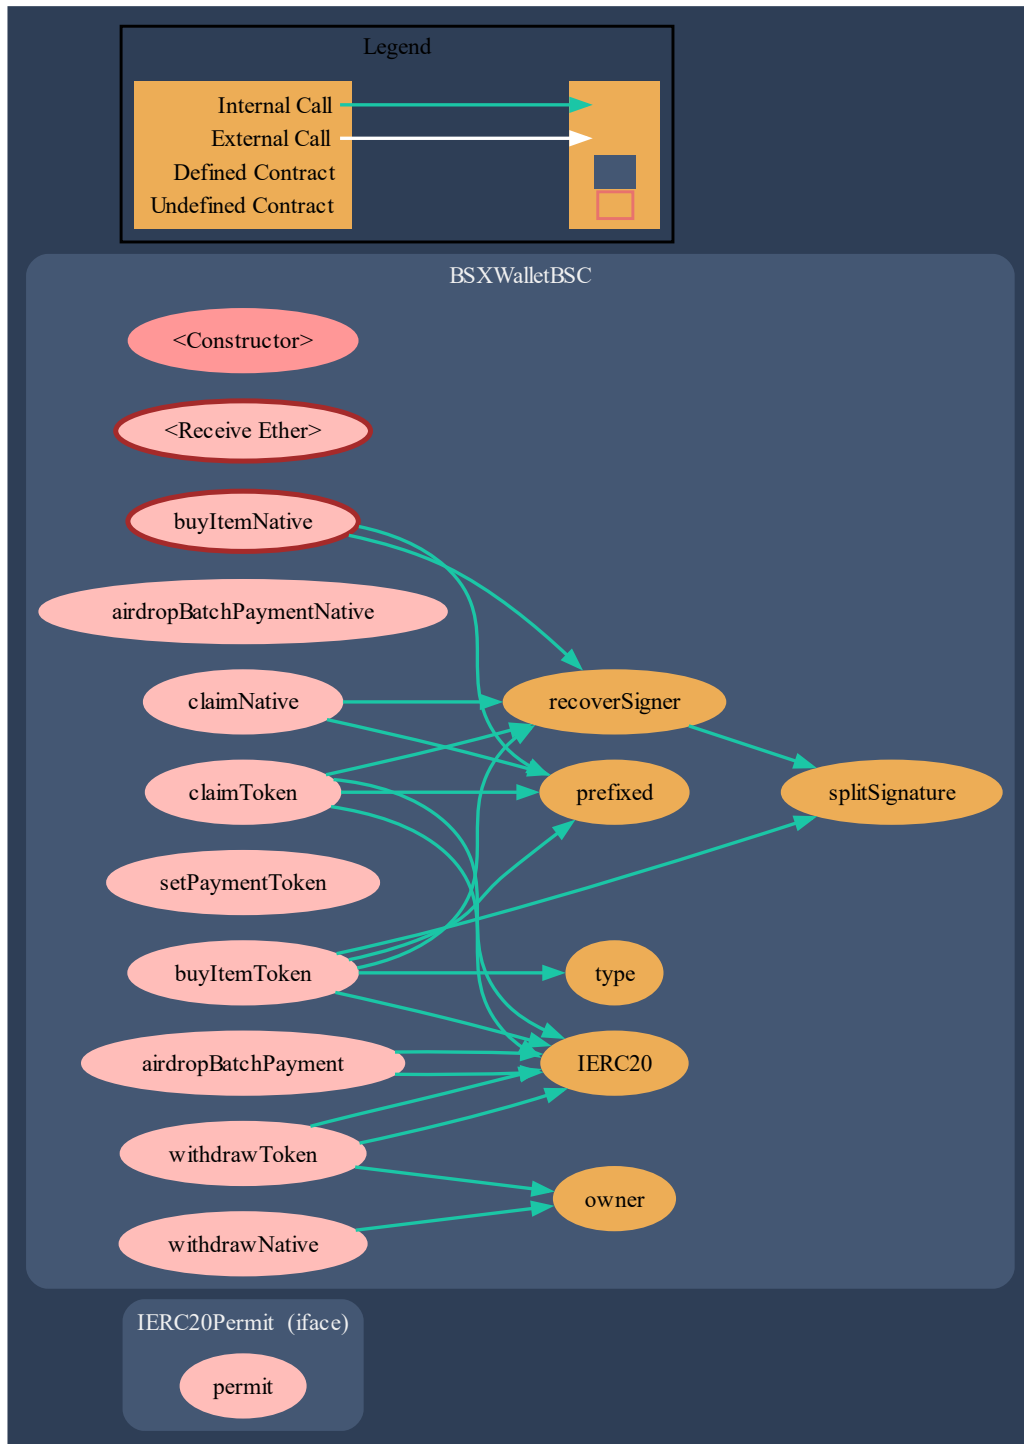 Legend
Internal Call
External Call
Defined Contract
Undefined Contract
BSXWalletBSC
<Constructor>
<Receive Ether>
buyItemNative
airdropBatchPaymentNative
claimNative
recoverSigner
claimToken
prefixed
splitSignature
setPaymentToken
buyItemToken
type
airdropBatchPayment
IERC20
withdrawToken
owner
withdrawNative
IERC20Permit (iface)
permit